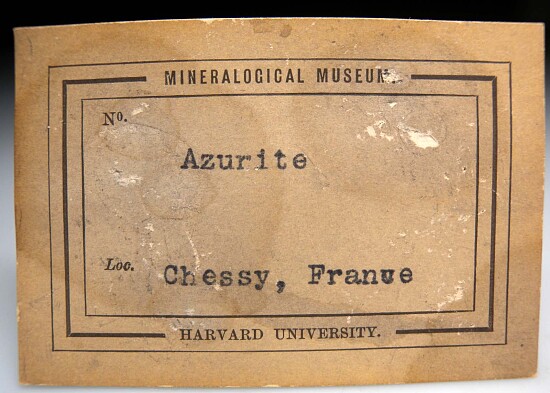 MINERALOGICAL MUSEUM.
No.
Azurite
Loc. Chessy, France
HARVARD UNIVERSITY.